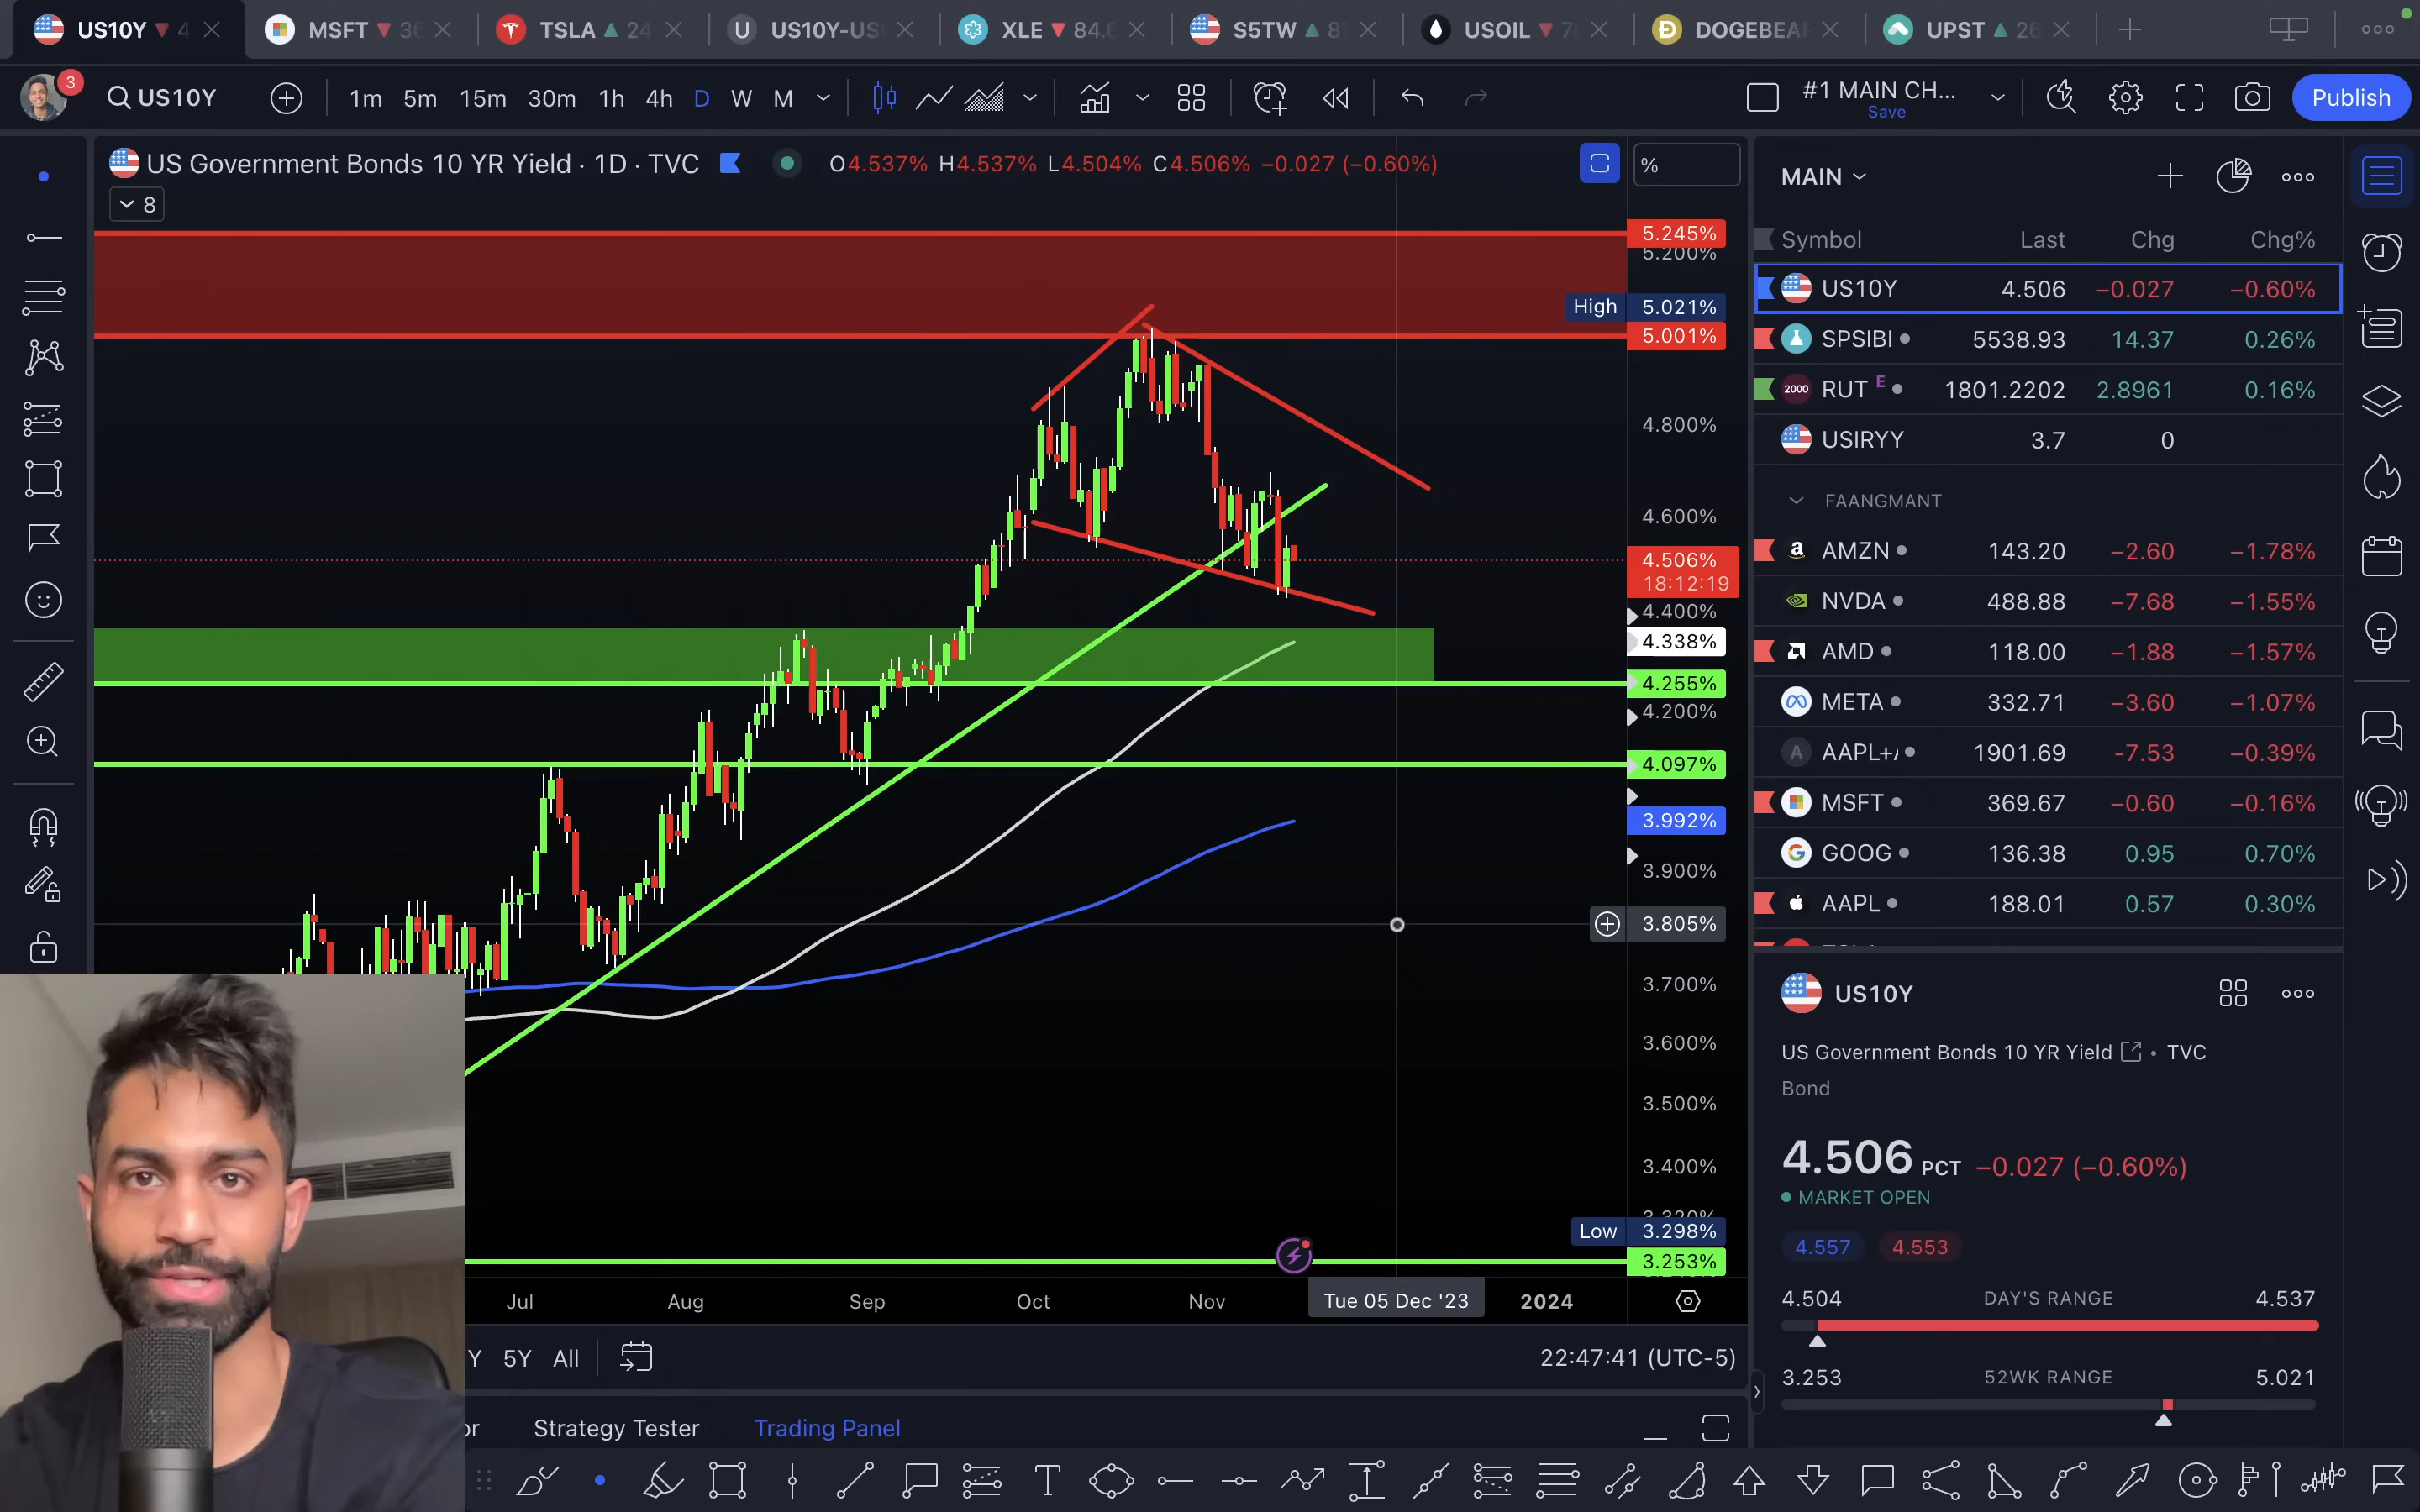 US10Y 4
MSFT 36
TSLA 24
U US10Y-US
XLE 84.6
S5TW 8
USOIL 7
DOGEBEAR
UPST 26
3
US10Y
1m 5m 15m 30m 1h 4h D W M
#1 MAIN CH...
Save
Publish
US Government Bonds 10 YR Yield · 1D · TVC
O4.537% H4.537% L4.504% C4.506% −0.027 (−0.60%)
8
%
5.245%
5.200%
High 5.021%
5.001%
4.800%
4.600%
4.506%
18:12:19
4.400%
4.338%
4.255%
4.200%
4.097%
3.992%
3.900%
3.805%
3.700%
3.600%
3.500%
3.400%
Low 3.298%
3.253%
Jul Aug Sep Oct Nov Tue 05 Dec '23 2024
Y 5Y All
22:47:41 (UTC-5)
or Strategy Tester Trading Panel
MAIN
Symbol Last Chg Chg%
US10Y 4.506 −0.027 −0.60%
SPSIBI 5538.93 14.37 0.26%
2000 RUT E 1801.2202 2.8961 0.16%
USIRYY 3.7 0
FAANGMANT
a AMZN 143.20 −2.60 −1.78%
NVDA 488.88 −7.68 −1.55%
AMD 118.00 −1.88 −1.57%
META 332.71 −3.60 −1.07%
A AAPL+/ 1901.69 -7.53 −0.39%
MSFT 369.67 −0.60 −0.16%
G GOOG 136.38 0.95 0.70%
AAPL 188.01 0.57 0.30%
US10Y
US Government Bonds 10 YR Yield • TVC
Bond
4.506 PCT −0.027 (−0.60%)
MARKET OPEN
4.557 4.553
4.504 DAY'S RANGE 4.537
3.253 52WK RANGE 5.021
T